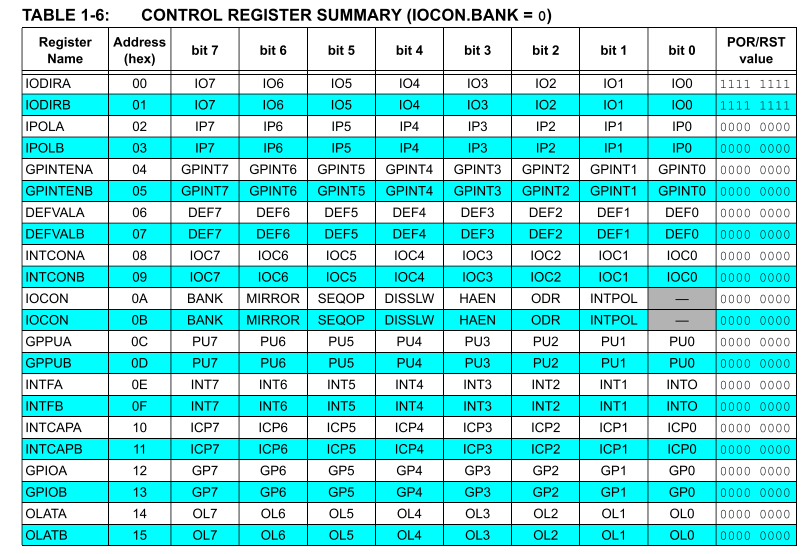 TABLE 1-6: CONTROL REGISTER SUMMARY (IOCON.BANK = 0)
Register Name Address (hex) bit 7 bit 6 bit 5 bit 4 bit 3 bit 2 bit 1 bit 0 POR/RST value
IODIRA 00 IO7 IO6 IO5 IO4 IO3 IO2 IO1 IO0 1111 1111
IODIRB 01 IO7 IO6 IO5 IO4 IO3 IO2 IO1 IO0 1111 1111
IPOLA 02 IP7 IP6 IP5 IP4 IP3 IP2 IP1 IP0 0000 0000
IPOLB 03 IP7 IP6 IP5 IP4 IP3 IP2 IP1 IP0 0000 0000
GPINTENA 04 GPINT7 GPINT6 GPINT5 GPINT4 GPINT3 GPINT2 GPINT1 GPINT0 0000 0000
GPINTENB 05 GPINT7 GPINT6 GPINT5 GPINT4 GPINT3 GPINT2 GPINT1 GPINT0 0000 0000
DEFVALA 06 DEF7 DEF6 DEF5 DEF4 DEF3 DEF2 DEF1 DEF0 0000 0000
DEFVALB 07 DEF7 DEF6 DEF5 DEF4 DEF3 DEF2 DEF1 DEF0 0000 0000
INTCONA 08 IOC7 IOC6 IOC5 IOC4 IOC3 IOC2 IOC1 IOC0 0000 0000
INTCONB 09 IOC7 IOC6 IOC5 IOC4 IOC3 IOC2 IOC1 IOC0 0000 0000
IOCON 0A BANK MIRROR SEQOP DISSLW HAEN ODR INTPOL — 0000 0000
IOCON 0B BANK MIRROR SEQOP DISSLW HAEN ODR INTPOL — 0000 0000
GPPUA 0C PU7 PU6 PU5 PU4 PU3 PU2 PU1 PU0 0000 0000
GPPUB 0D PU7 PU6 PU5 PU4 PU3 PU2 PU1 PU0 0000 0000
INTFA 0E INT7 INT6 INT5 INT4 INT3 INT2 INT1 INTO 0000 0000
INTFB 0F INT7 INT6 INT5 INT4 INT3 INT2 INT1 INTO 0000 0000
INTCAPA 10 ICP7 ICP6 ICP5 ICP4 ICP3 ICP2 ICP1 ICP0 0000 0000
INTCAPB 11 ICP7 ICP6 ICP5 ICP4 ICP3 ICP2 ICP1 ICP0 0000 0000
GPIOA 12 GP7 GP6 GP5 GP4 GP3 GP2 GP1 GP0 0000 0000
GPIOB 13 GP7 GP6 GP5 GP4 GP3 GP2 GP1 GP0 0000 0000
OLATA 14 OL7 OL6 OL5 OL4 OL3 OL2 OL1 OL0 0000 0000
OLATB 15 OL7 OL6 OL5 OL4 OL3 OL2 OL1 OL0 0000 0000